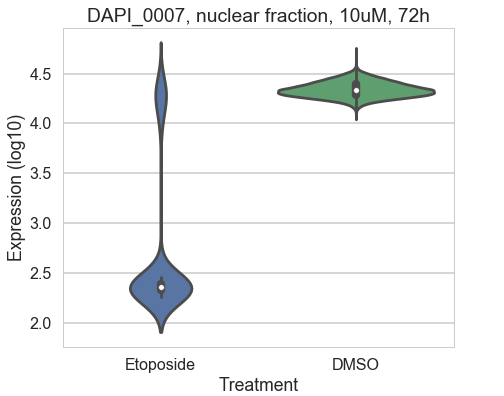 DAPI_0007, nuclear fraction, 10uM, 72h
Expression (log10)
4.5
4.0
3.5
3.0
2.5
2.0
Etoposide
DMSO
Treatment